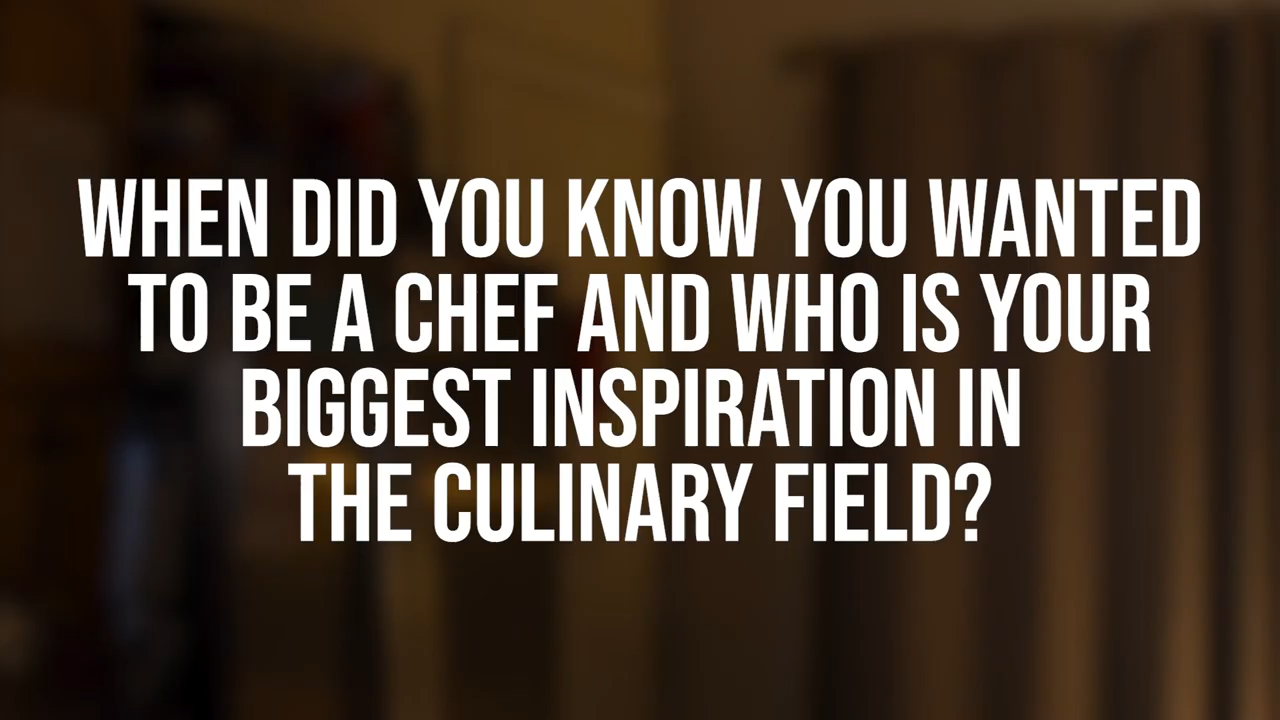 WHEN DID YOU KNOW YOU WANTED
TO BE A CHEF AND WHO IS YOUR
BIGGEST INSPIRATION IN
THE CULINARY FIELD?